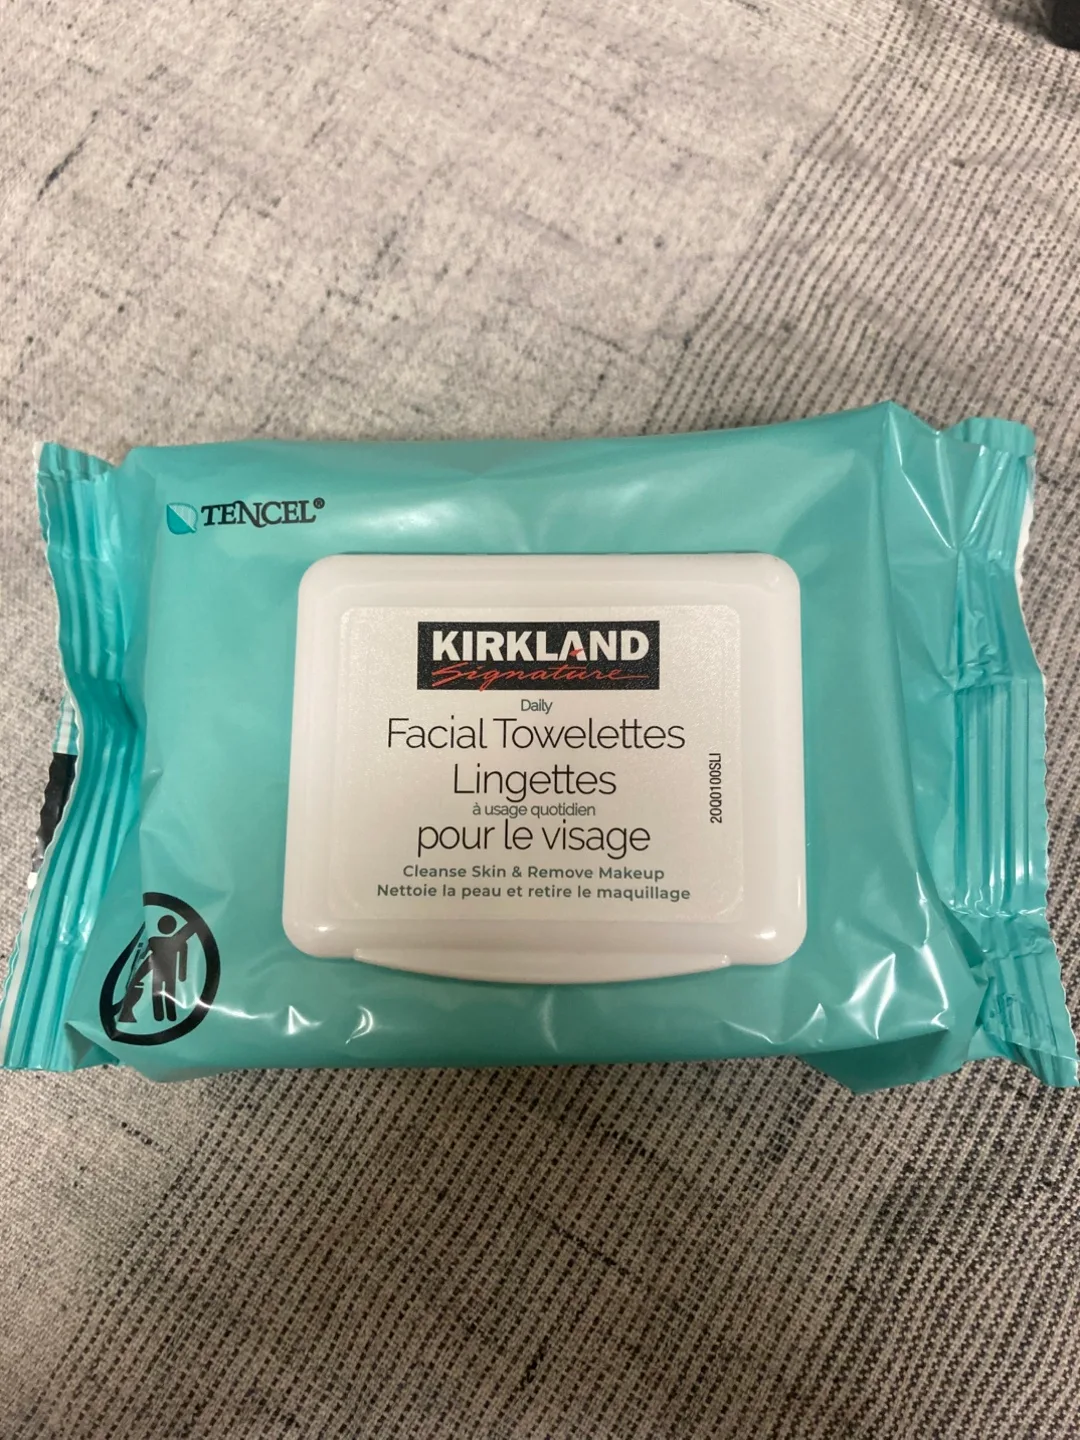 TENCEL®
KIRKLAND
Signature
Daily
Facial Towelettes
Lingettes
à usage quotidien
pour le visage
Cleanse Skin & Remove Makeup
Nettoie la peau et retire le maquillage
20Q0100SLI